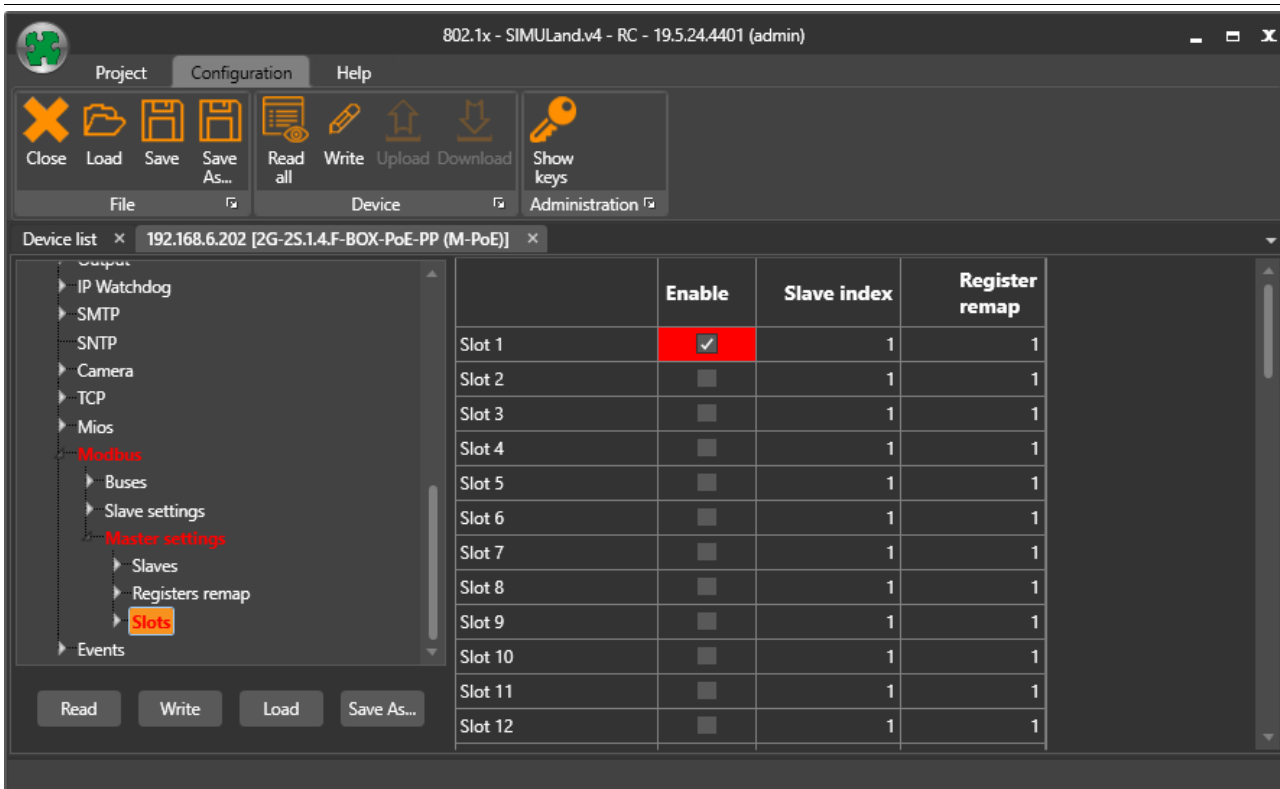 802.1x - SIMULand.v4 - RC - 19.5.24.4401 (admin)
Project Configuration Help
Close Load Save Save As... Read all Write Upload Download Show keys
File Device Administration
Device list × 192.168.6.202 [2G-2S.1.4.F-BOX-PoE-PP (M-PoE)] ×
Output
IP Watchdog
SMTP
SNTP
Camera
TCP
Mios
Modbus
Buses
Slave settings
Master settings
Slaves
Registers remap
Slots
Events
Read Write Load Save As...
Enable Slave index Register remap
Slot 1 1 1
Slot 2 1 1
Slot 3 1 1
Slot 4 1 1
Slot 5 1 1
Slot 6 1 1
Slot 7 1 1
Slot 8 1 1
Slot 9 1 1
Slot 10 1 1
Slot 11 1 1
Slot 12 1 1